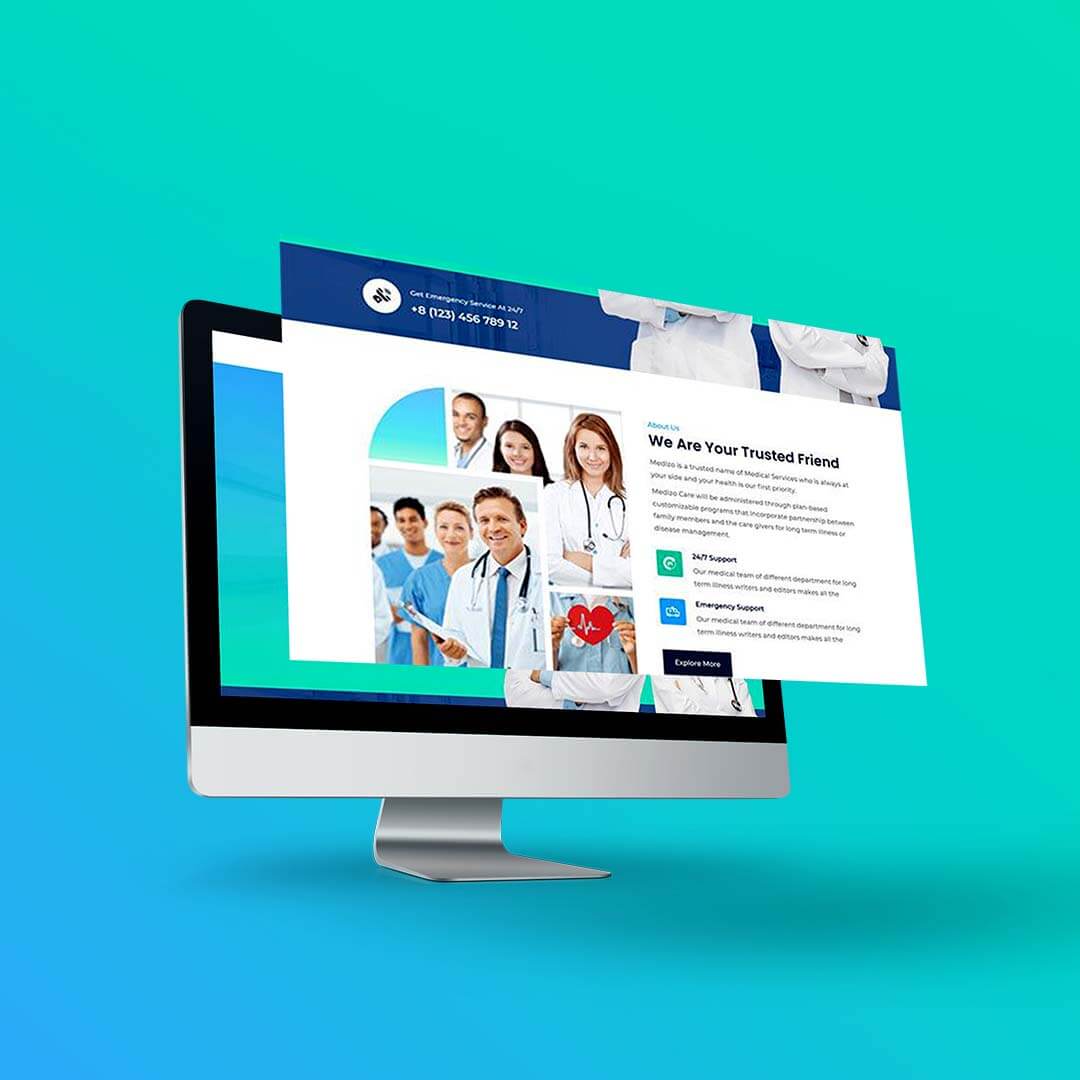 Get Emergency Service At 24/7
+8 (123) 456 789 12
About Us
We Are Your Trusted Friend
Medizo is a trusted name of Medical Services who is always at
your side and your health is our first priority.
Medizo Care will be administered through plan-based
customizable programs that incorporate partnership between
family members and the care givers for long term illness or
disease management.
24/7 Support
Our medical team of different department for long
term illness writers and editors makes all the
Emergency Support
Our medical team of different department for long
term illness writers and editors makes all the
Explore More